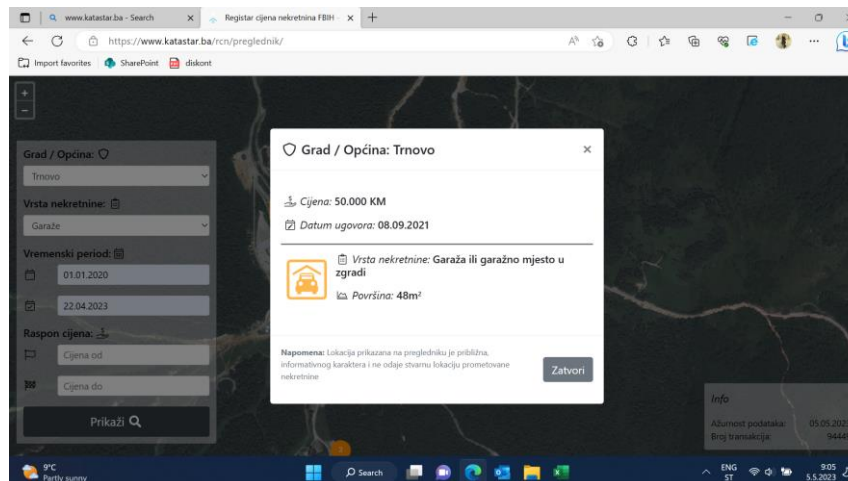 www.katastar.ba - Search
Registar cijena nekretnina FBIH -
https://www.katastar.ba/rcn/preglednik/
Import favorites SharePoint diskont
+
-
Grad / Općina:
Trnovo
Vrsta nekretnine:
Garaže
Vremenski period:
01.01.2020
22.04.2023
Raspon cijena:
Cijena od
Cijena do
Prikaži
Grad / Općina: Trnovo
Cijena: 50.000 KM
Datum ugovora: 08.09.2021
Vrsta nekretnine: Garaža ili garažno mjesto u
zgradi
Površina: 48m²
Napomena: Lokacija prikazana na pregledniku je približna,
informativnog karaktera i ne odaje stvarnu lokaciju prometovane
nekretnine
Zatvori
Info
Ažurnost podataka: 05.05.202
Broj transakcija: 9444
9°C
Partly sunny
Search
ENG
ST
9:05
5.5.2023